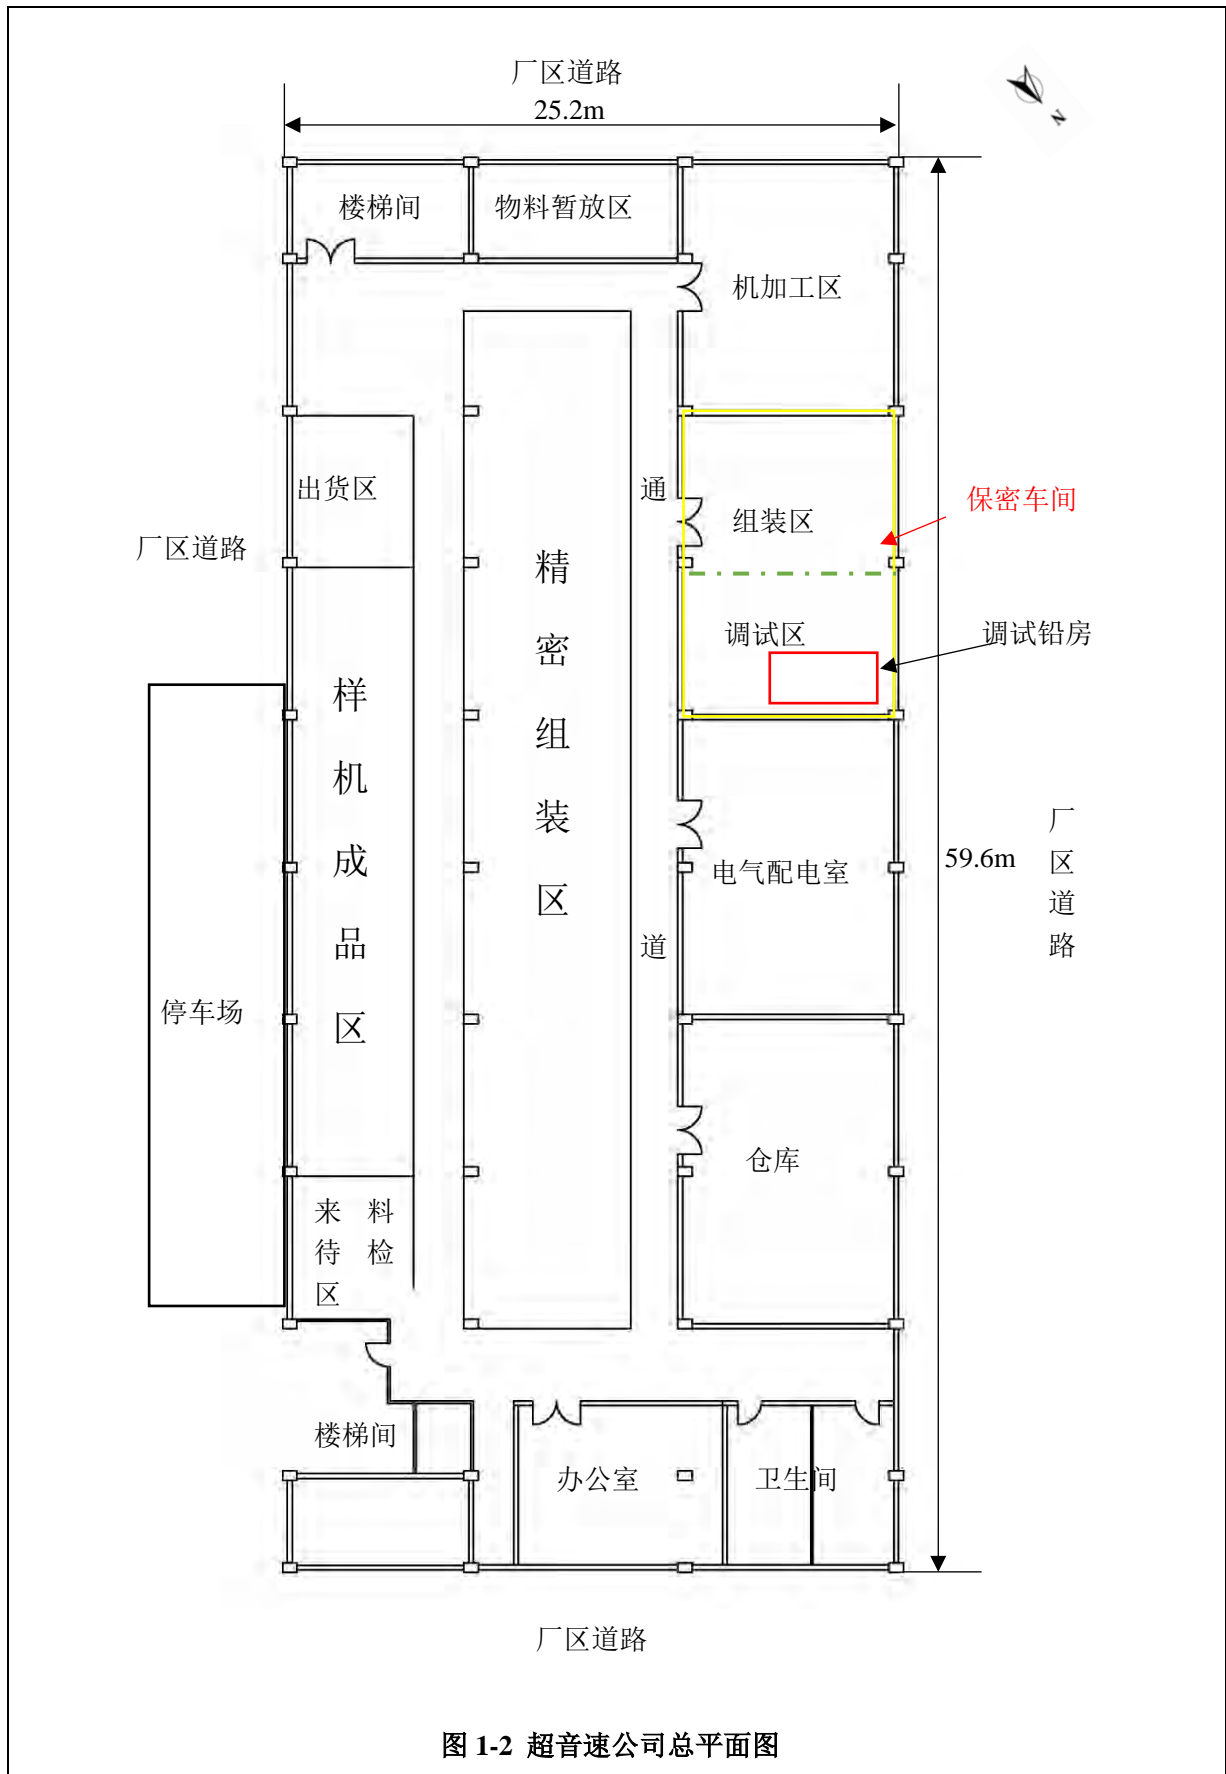 厂区道路
25.2m
N
楼梯间
物料暂放区
机加工区
出货区
通
组装区
保密车间
厂区道路
精密组装区
调试区
调试铅房
样机成品区
厂区道路
59.6m
电气配电室
道
停车场
仓库
来料
待检
区
楼梯间
办公室
卫生间
厂区道路
图 1-2 超音速公司总平面图